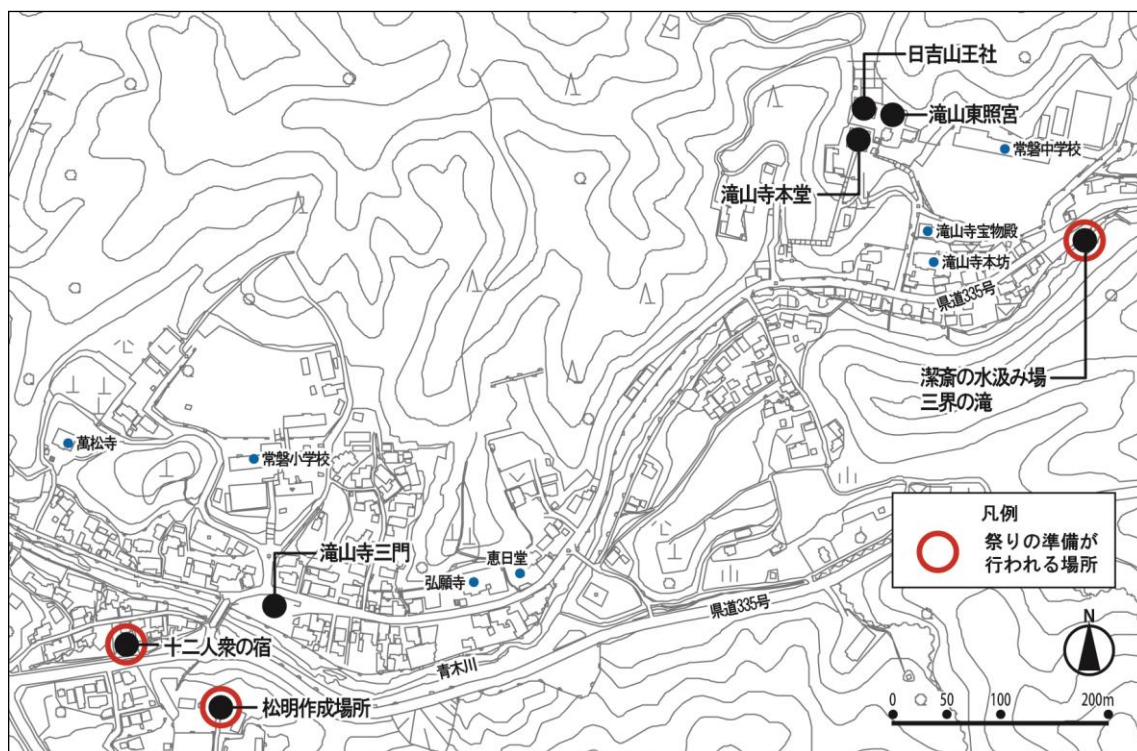 日吉山王社
滝山東照宮
常磐中学校
滝山寺本堂
滝山寺宝物殿
滝山寺本坊
県道335号
潔斎の水汲み場
三界の滝
萬松寺
常磐小学校
滝山寺三門
恵日堂
弘願寺
県道335号
青木川
十二人衆の宿
松明作成場所
凡例
祭りの準備が
行われる場所
N
0 50 100 200m